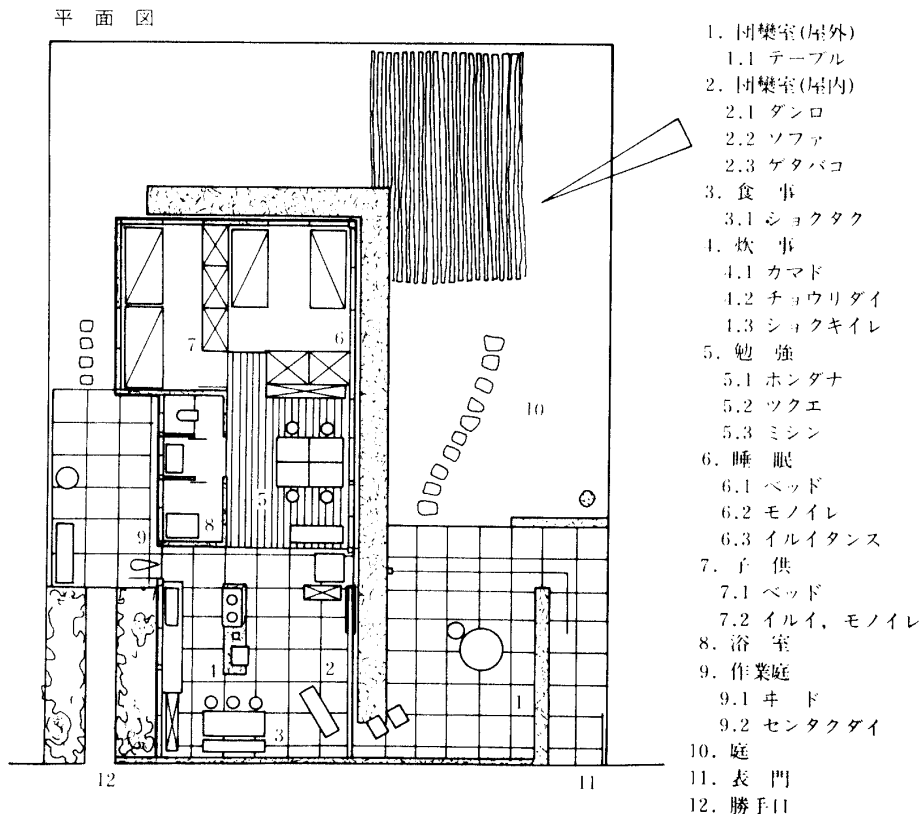 平面図
1. 団欒室(屋外)
1.1 テーブル
2. 団欒室(屋内)
2.1 ダンロ
2.2 ソファ
2.3 ゲタバコ
3. 食 事
3.1 ショクタク
4. 炊 事
4.1 カマド
4.2 チョウリダイ
4.3 ショクキイレ
5. 勉 強
5.1 ホンダナ
5.2 ツクエ
5.3 ミシン
6. 睡 眠
6.1 ベッド
6.2 モノイレ
6.3 イルイタンス
7. 子 供
7.1 ベッド
7.2 イルイ, モノイレ
8. 浴 室
9. 作業庭
9.1 ヰ ド
9.2 センタクダイ
10. 庭
11. 表 門
12. 勝手口
7
6
10
5
8
9
4
2
3
1
12
11